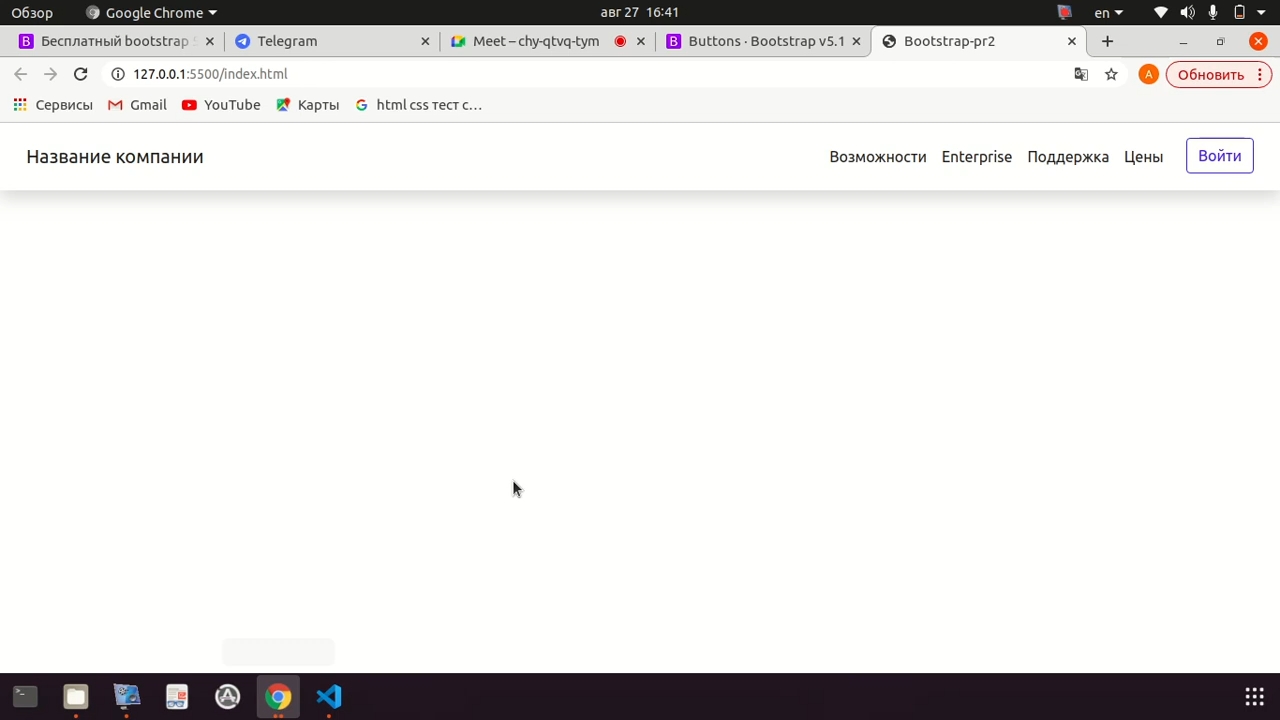 Обзор Google Chrome авг 27 16:41 en
Бесплатный bootstrap Telegram Meet – chy-qtvq-tym Buttons · Bootstrap v5.1 Bootstrap-pr2
127.0.0.1:5500/index.html A Обновить
Сервисы Gmail YouTube Карты html css тест с…
Название компании Возможности Enterprise Поддержка Цены Войти